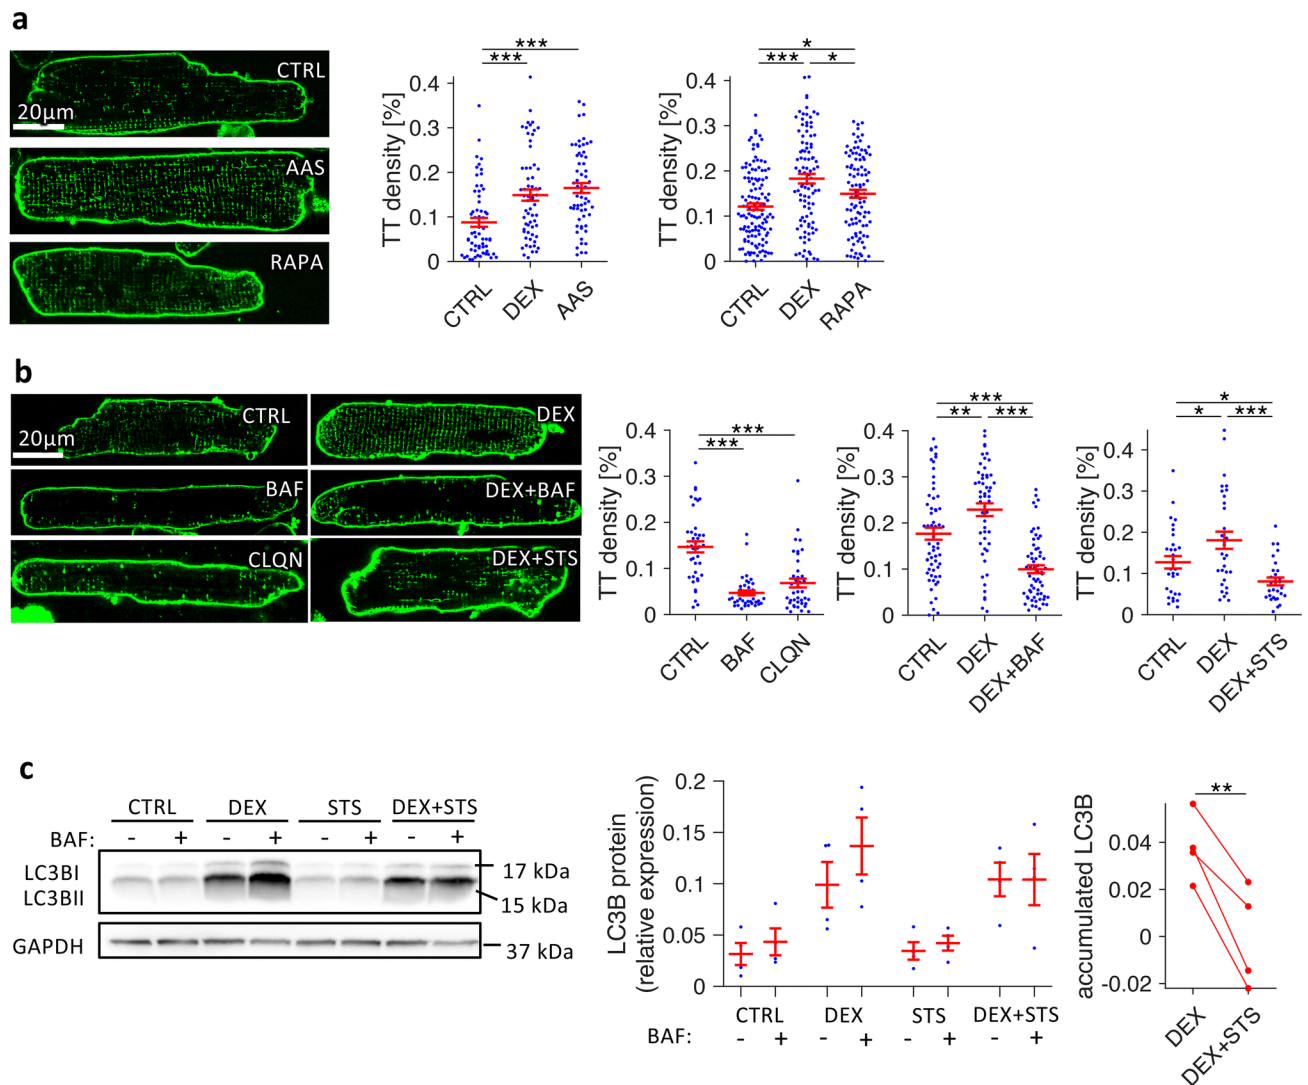 a
CTRL
20µm
AAS
RAPA
*** 
***
TT density [%]
0.4
0.3
0.2
0.1
0
CTRL
DEX
AAS
*
*** *
TT density [%]
0.4
0.3
0.2
0.1
0
CTRL
DEX
RAPA
b
CTRL
20µm
DEX
BAF
DEX+BAF
CLQN
DEX+STS
***
***
TT density [%]
0.4
0.3
0.2
0.1
0
CTRL
BAF
CLQN
***
** ***
TT density [%]
0.4
0.3
0.2
0.1
0
CTRL
DEX
DEX+BAF
*
* ***
TT density [%]
0.4
0.3
0.2
0.1
0
CTRL
DEX
DEX+STS
c
CTRL DEX STS DEX+STS
BAF: - + - + - + - +
LC3BI
LC3BII
17 kDa
15 kDa
GAPDH
37 kDa
LC3B protein
(relative expression)
0.2
0.15
0.1
0.05
0
CTRL DEX STS DEX+STS
BAF: - + - + - + - +
**
accumulated LC3B
0.04
0.02
0
-0.02
DEX
DEX+STS